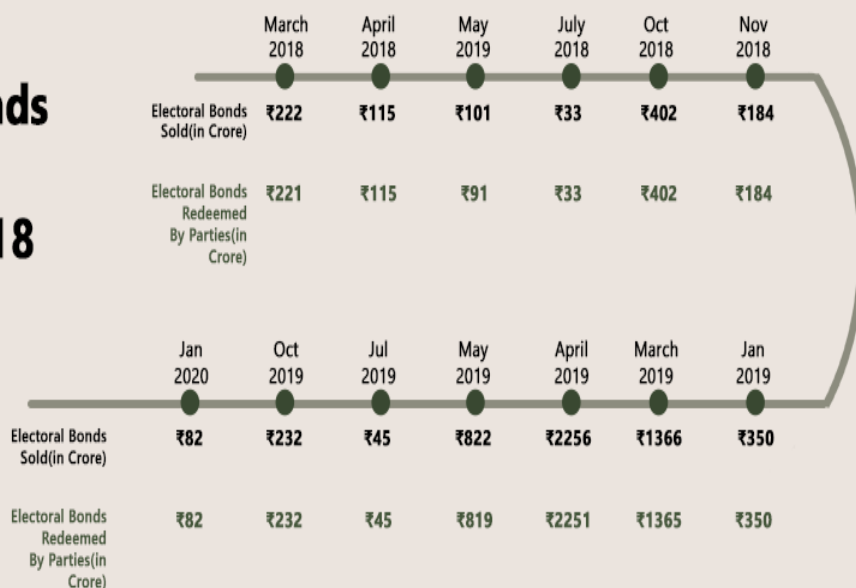 nds
18
March April May July Oct Nov
2018 2018 2019 2018 2018 2018
Electoral Bonds ₹222 ₹115 ₹101 ₹33 ₹402 ₹184
Sold(in Crore)
Electoral Bonds ₹221 ₹115 ₹91 ₹33 ₹402 ₹184
Redeemed
By Parties(in
Crore)
Jan Oct Jul May April March Jan
2020 2019 2019 2019 2019 2019 2019
Electoral Bonds ₹82 ₹232 ₹45 ₹822 ₹2256 ₹1366 ₹350
Sold(in Crore)
Electoral Bonds ₹82 ₹232 ₹45 ₹819 ₹2251 ₹1365 ₹350
Redeemed
By Parties(in
Crore)